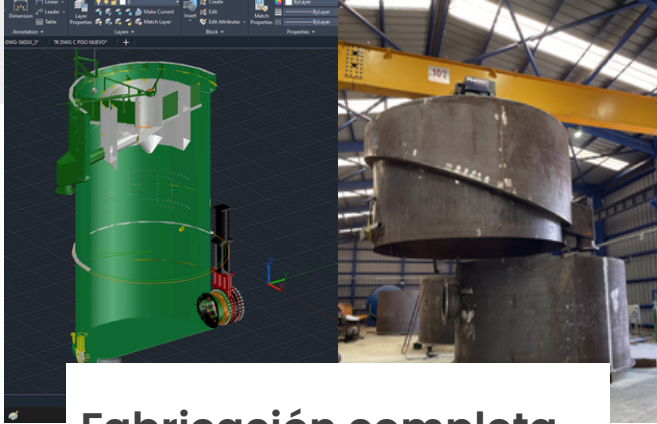 Linear
Create
ByLayer
Dimension
Leader
Table
Layer
Properties
Make Current
Match Layer
Insert
Edit
Edit Attributes
Match
Properties
ByLayer
ByLayer
Annotation
Layers
Block
Properties
TK DWG C PISO NUEVO*
+
10T
Fabricación completa